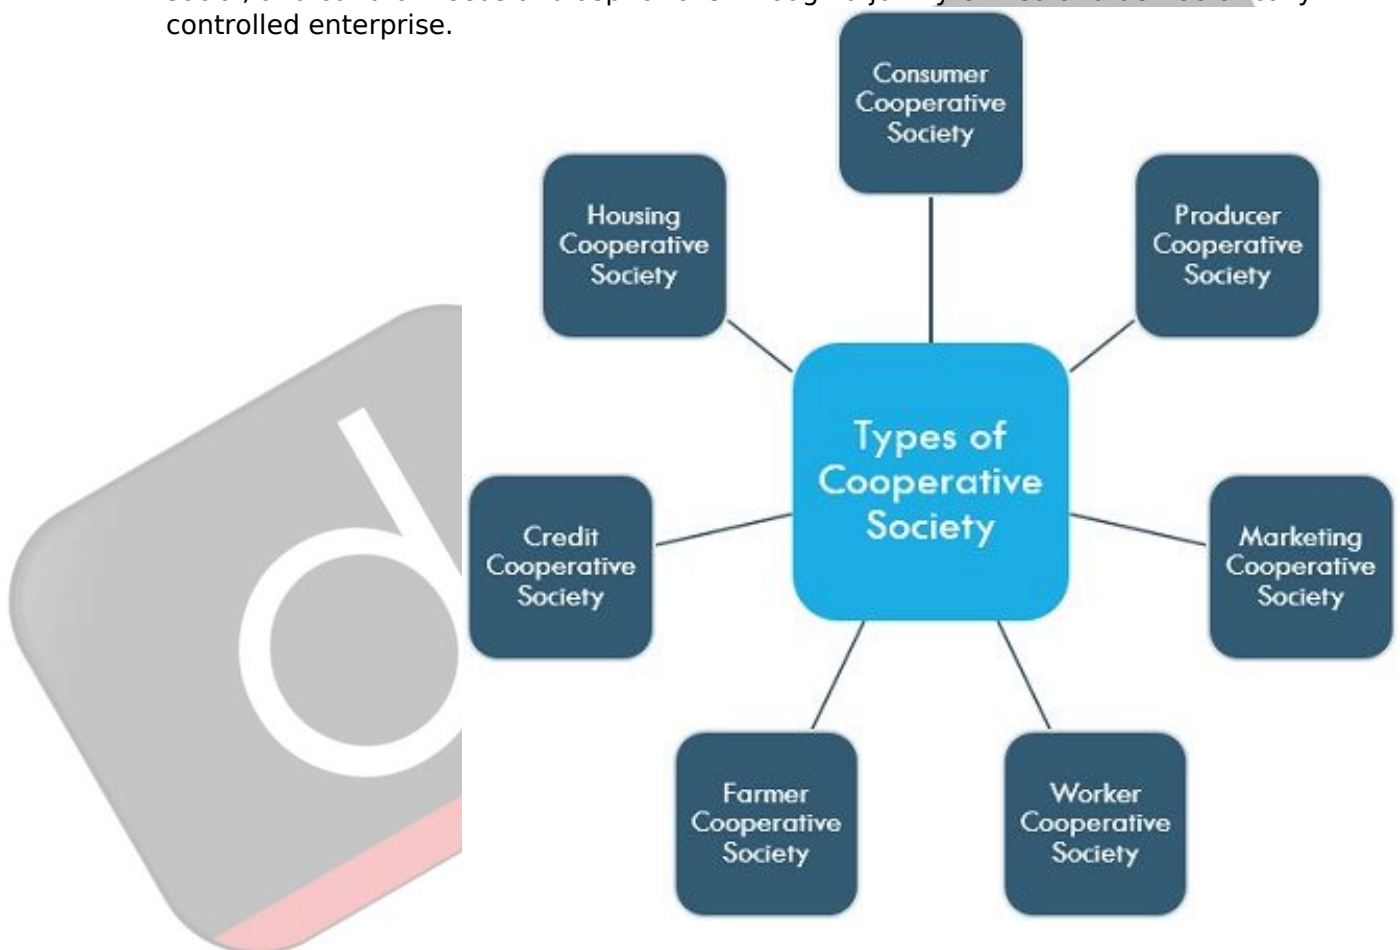 controlled enterprise.
Consumer
Cooperative
Society
Housing
Cooperative
Society
Producer
Cooperative
Society
Types of
Cooperative
Society
Credit
Cooperative
Society
Marketing
Cooperative
Society
Farmer
Cooperative
Society
Worker
Cooperative
Society
d